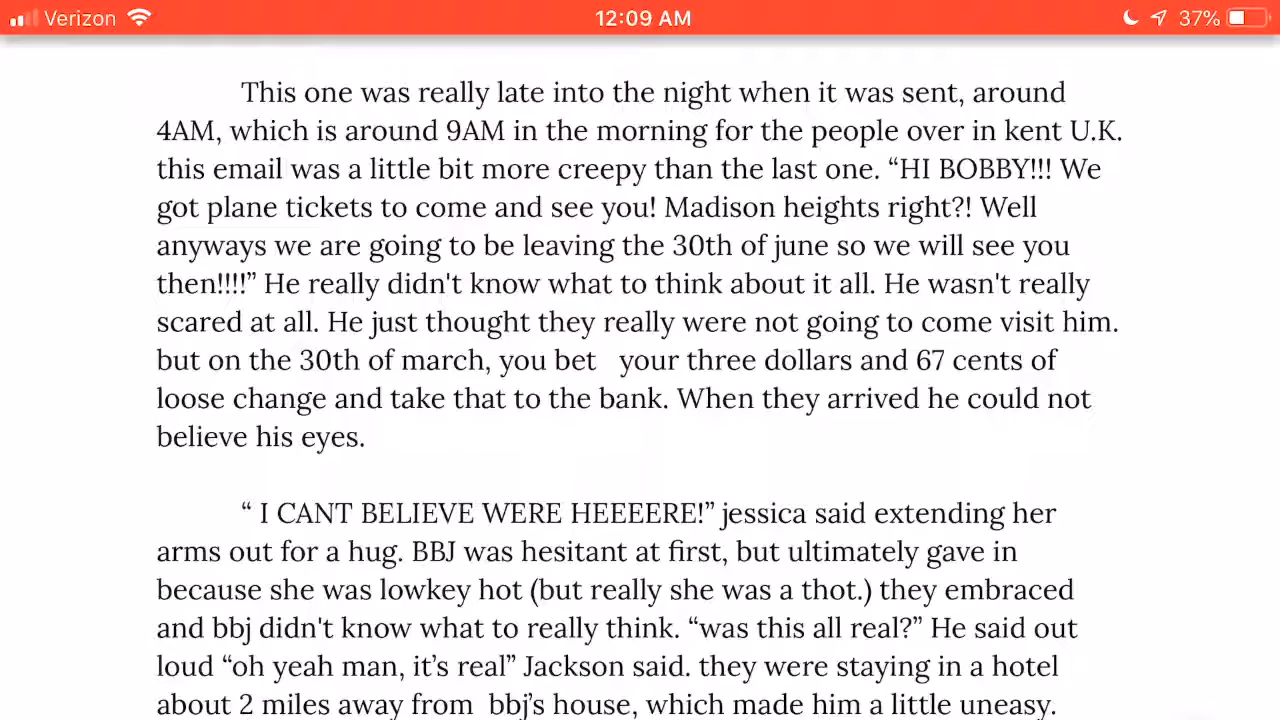 Verizon 12:09 AM 37%
This one was really late into the night when it was sent, around
4AM, which is around 9AM in the morning for the people over in kent U.K.
this email was a little bit more creepy than the last one. “HI BOBBY!!! We
got plane tickets to come and see you! Madison heights right?! Well
anyways we are going to be leaving the 30th of june so we will see you
then!!!!” He really didn't know what to think about it all. He wasn't really
scared at all. He just thought they really were not going to come visit him.
but on the 30th of march, you bet   your three dollars and 67 cents of
loose change and take that to the bank. When they arrived he could not
believe his eyes.
“ I CANT BELIEVE WERE HEEEERE!” jessica said extending her
arms out for a hug. BBJ was hesitant at first, but ultimately gave in
because she was lowkey hot (but really she was a thot.) they embraced
and bbj didn't know what to really think. “was this all real?” He said out
loud “oh yeah man, it’s real” Jackson said. they were staying in a hotel
about 2 miles away from  bbj’s house, which made him a little uneasy.